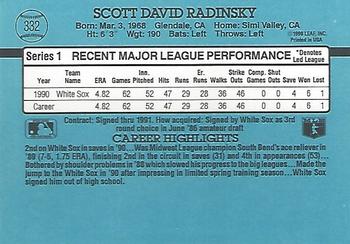 332
SCOTT DAVID RADINSKY
© 1990 LEAF, INC.
Printed in USA
Born: Mar. 3, 1968 Glendale, CA Home: Simi Valley, CA
Ht: 6' 3" Wgt: 190 Bats: Left Throws: Left
Series 1 RECENT MAJOR LEAGUE PERFORMANCE *Denotes Led League
Year Team Name ERA Games Inn. Pitched Hits Runs Er. Runs Walks Strike Outs Comp. Games Shut Outs Save Won Lost
1990 White Sox 4.82 62 52 47 29 28 36 46 0 0 4 6 1
Career 4.82 62 52 47 29 28 36 46 0 0 4 6 1
Contract: Signed thru 1991. How Acquired: Signed by White Sox as 3rd
round choice in June '86 amateur draft
CAREER HIGHLIGHTS
2nd on White Sox in saves in '90... Was Midwest League champion South Bend's ace reliever
in '89 (7-5, 1.75 ERA), finishing 2nd in the circuit in saves (31) and 4th in appearances (53)...
Bothered by shoulder problems in '88 which slowed his progress to the big leagues... Made the
jump to the White Sox in 1990 after impressive in limited spring training season... White Sox
signed him out of high school.